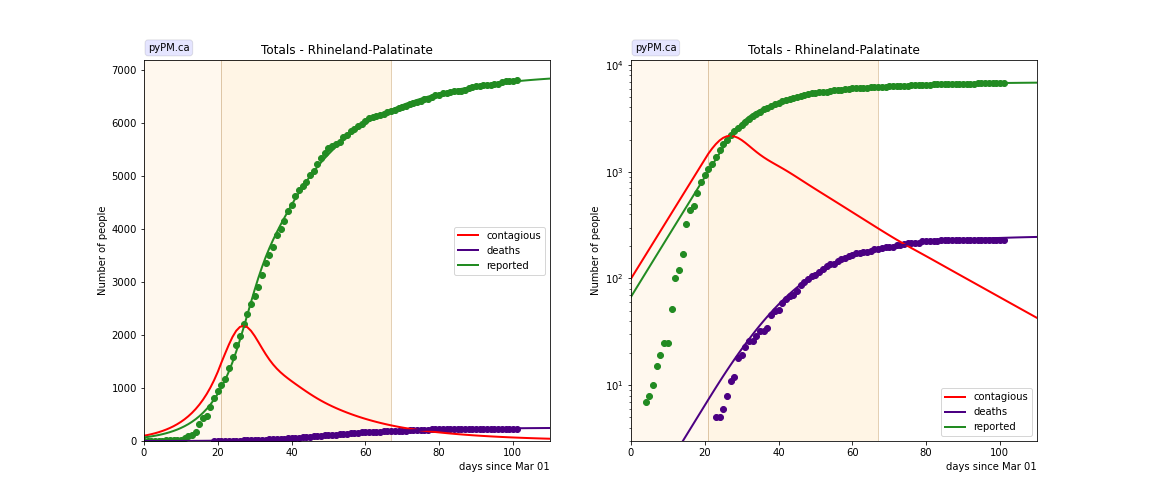 pyPM.ca
Totals - Rhineland-Palatinate
Number of people
7000
6000
5000
4000
3000
2000
1000
0
0 20 40 60 80 100
days since Mar 01
contagious
deaths
reported
pyPM.ca
Totals - Rhineland-Palatinate
Number of people
10⁴
10³
10²
10¹
0 20 40 60 80 100
days since Mar 01
contagious
deaths
reported